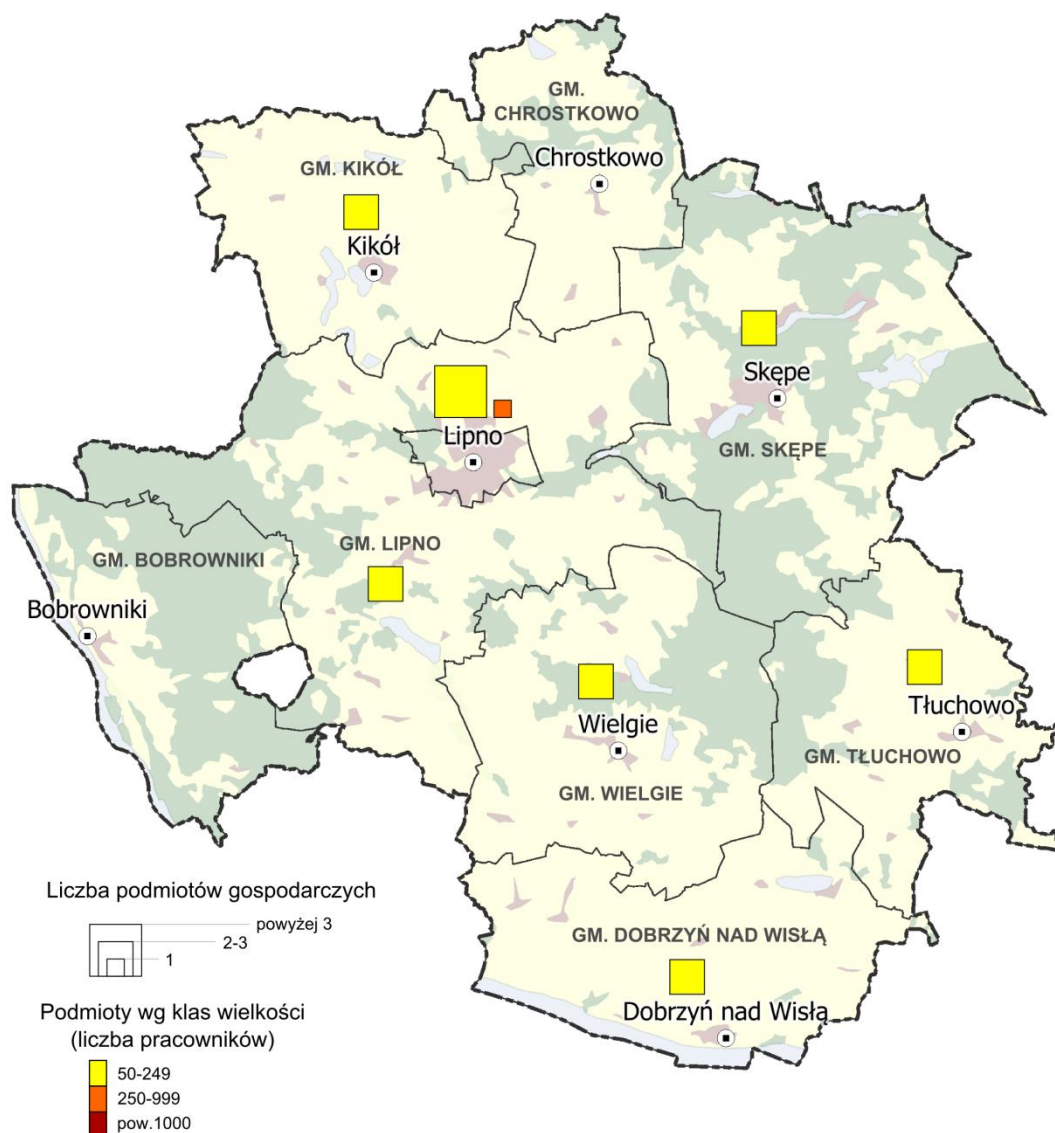 GM.
CHROSTKOWO
Chrostkowo
GM. KIKÓŁ
Kikół
Skępe
GM. SKĘPE
Lipno
GM. LIPNO
GM. BOBROWNIKI
Bobrowniki
Wielgie
GM. WIELGIE
Tłuchowo
GM. TŁUCHOWO
GM. DOBRZYŃ NAD WISŁĄ
Dobrzyń nad Wisłą
Liczba podmiotów gospodarczych
powyżej 3
2-3
1
Podmioty wg klas wielkości
(liczba pracowników)
50-249
250-999
pow.1000